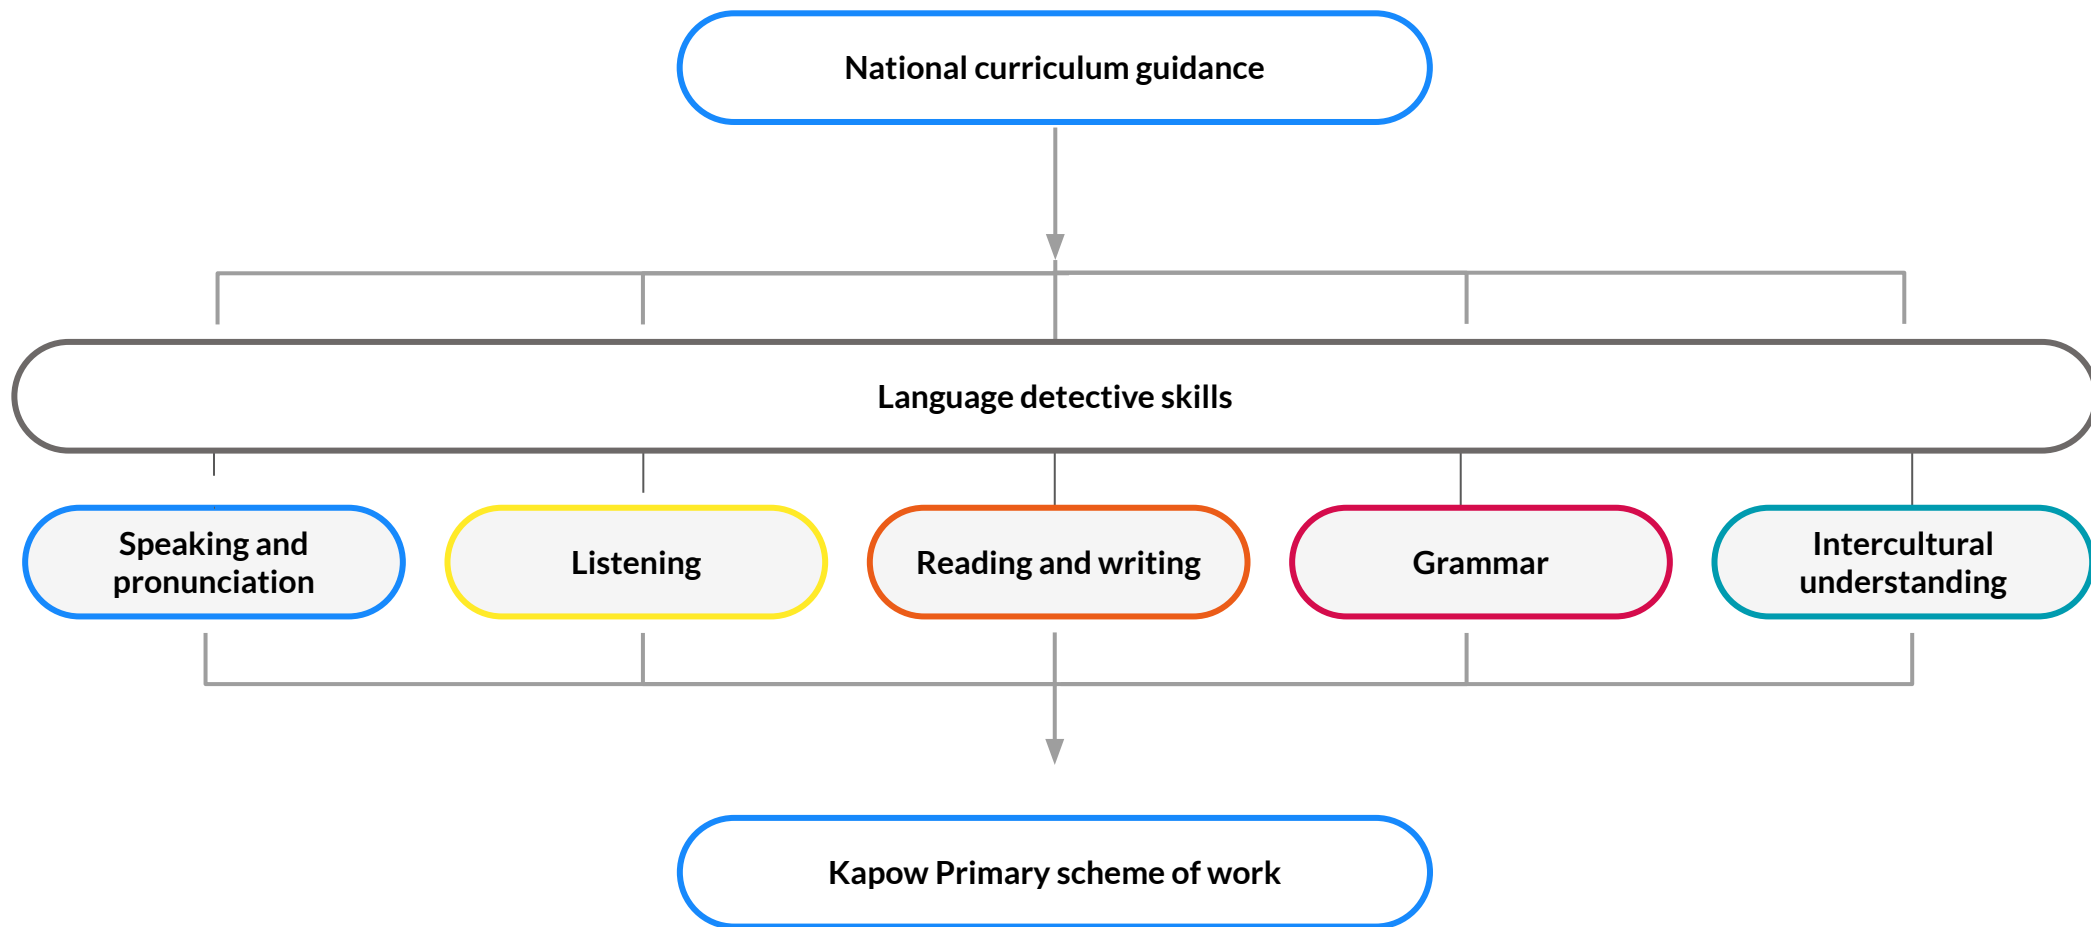 National curriculum guidance
Language detective skills
Speaking and
pronunciation
Listening
Reading and writing
Grammar
Intercultural
understanding
Kapow Primary scheme of work